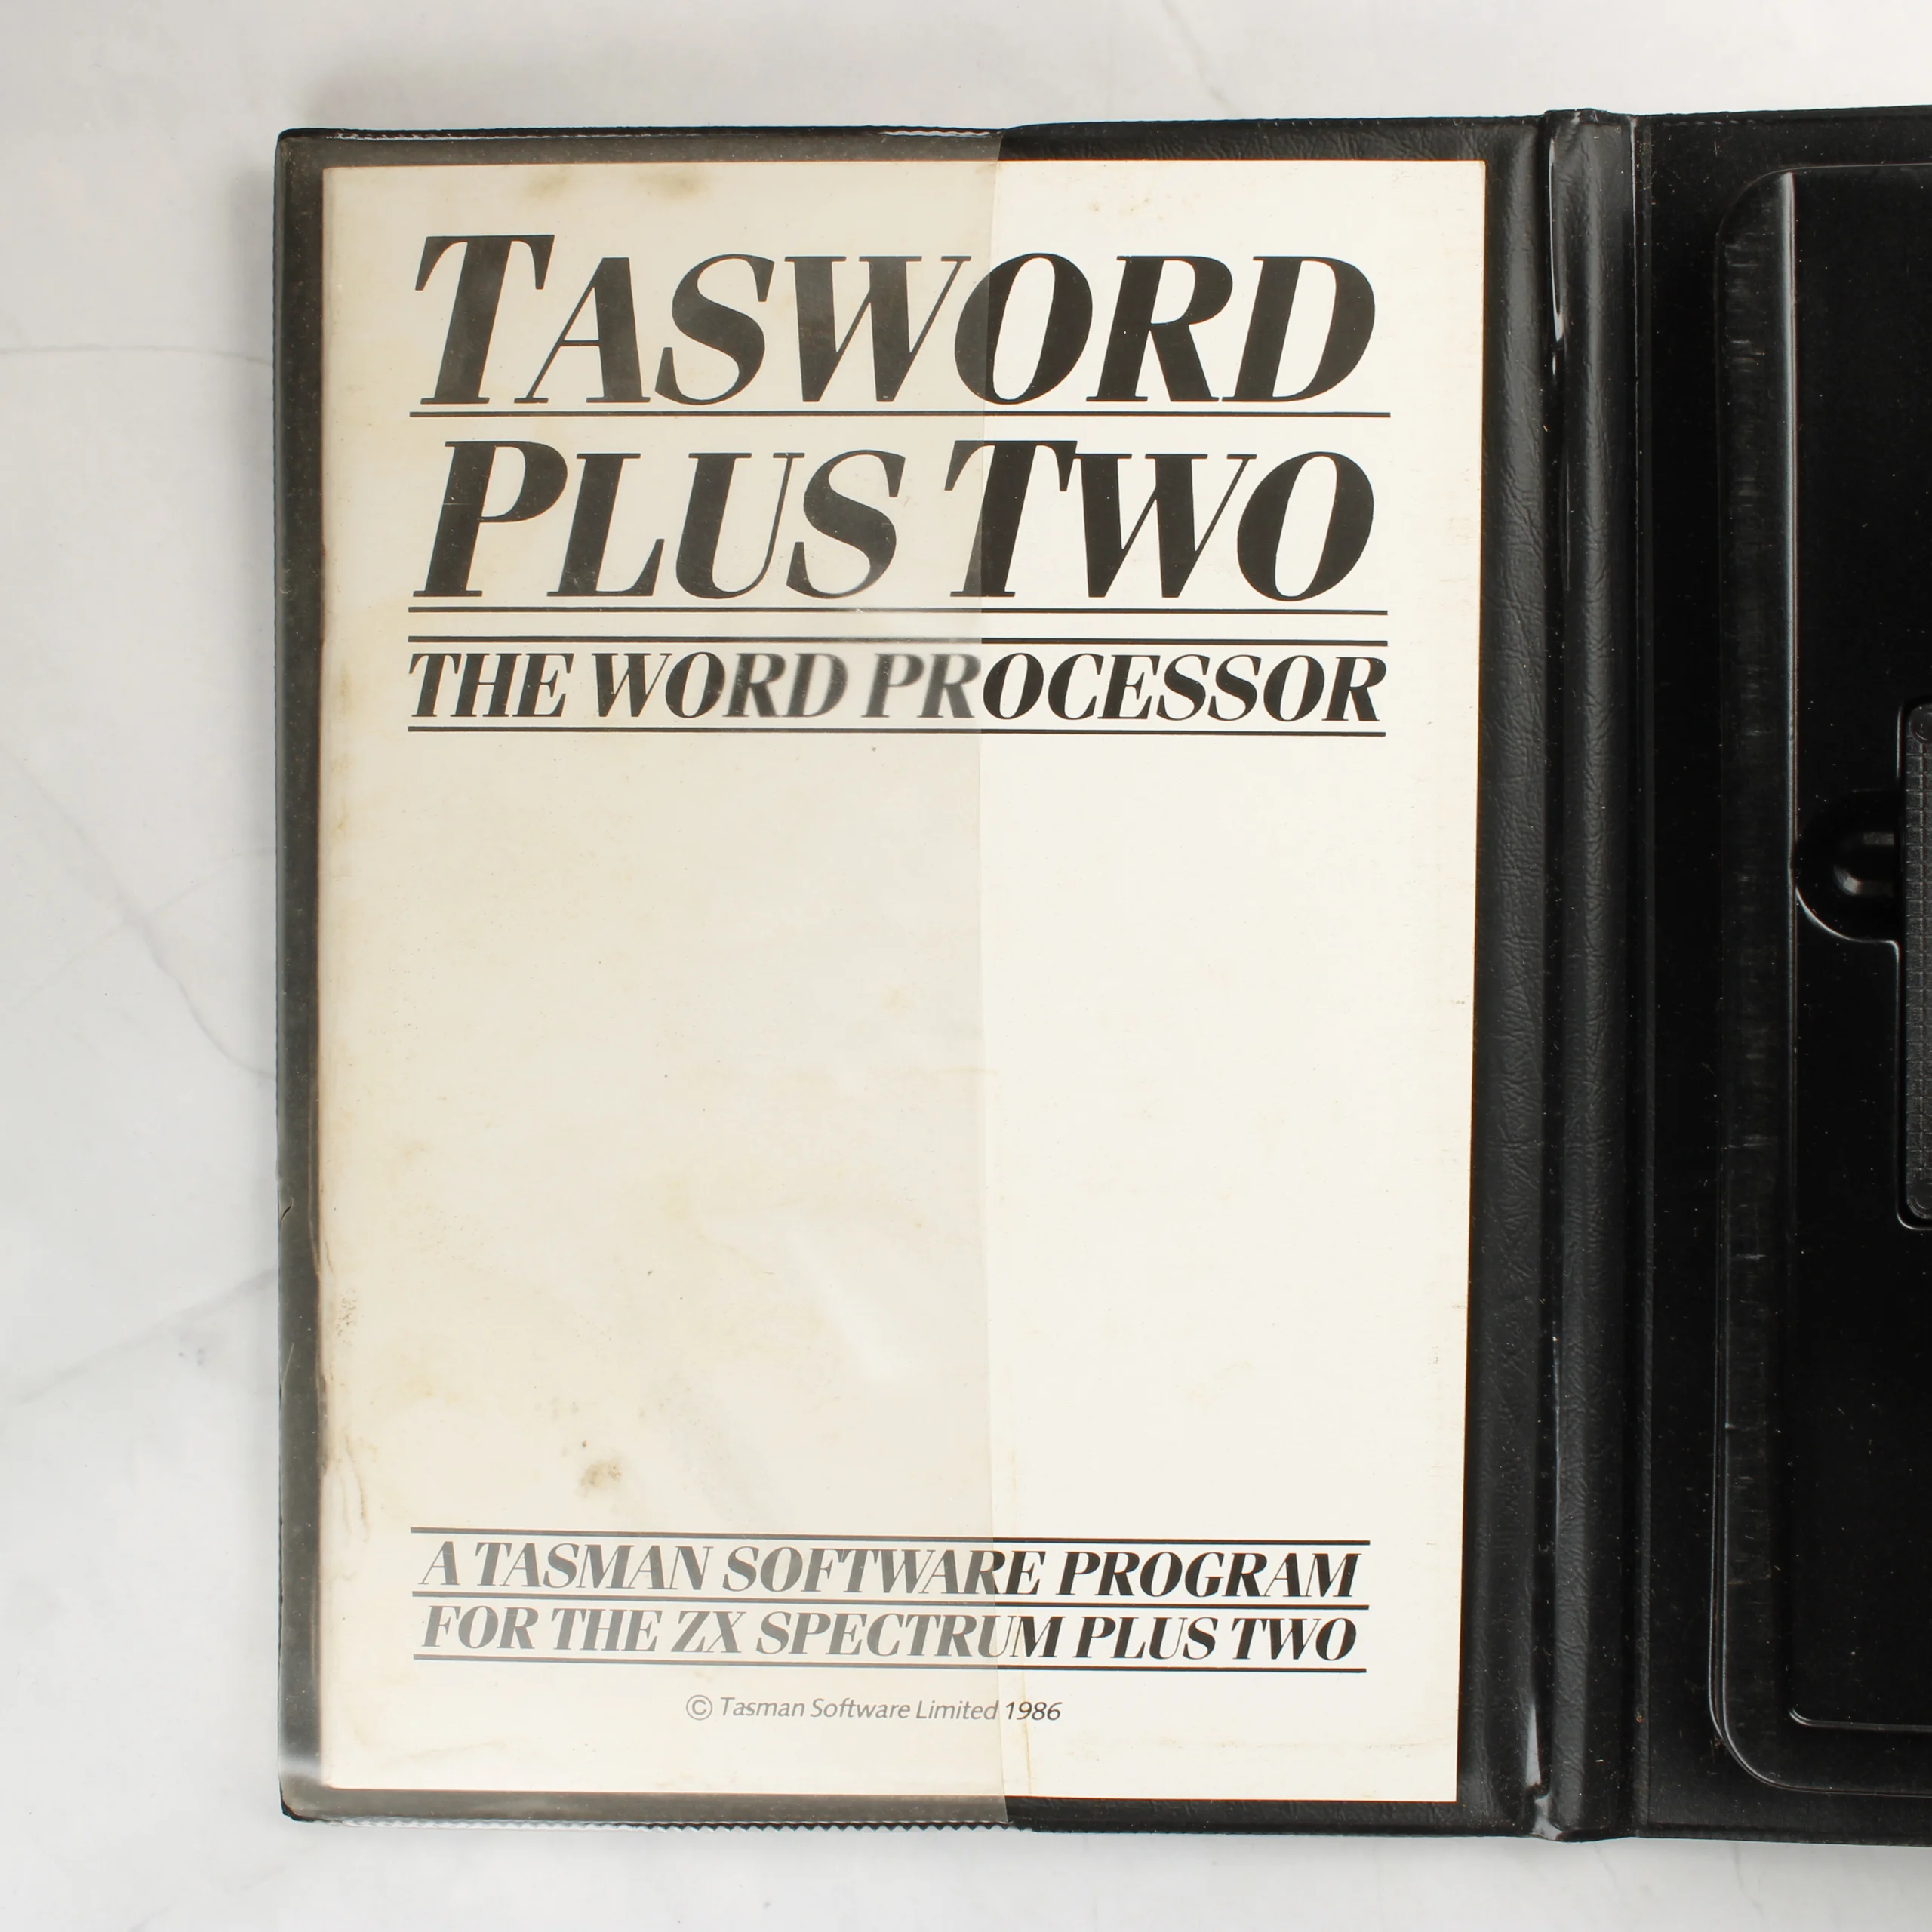 TASWORD
PLUS TWO
THE WORD PROCESSOR
A TASMAN SOFTWARE PROGRAM
FOR THE ZX SPECTRUM PLUS TWO
© Tasman Software Limited 1986